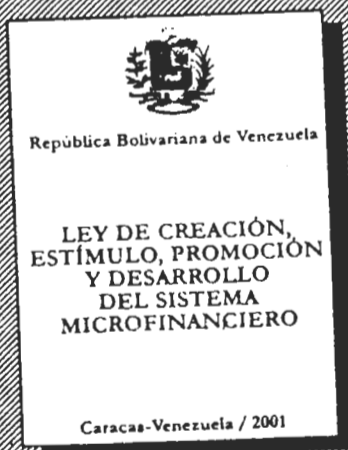 República Bolivariana de Venezuela
LEY DE CREACIÓN,
ESTÍMULO, PROMOCIÓN
Y DESARROLLO
DEL SISTEMA
MICROFINANCIERO
Caracas-Venezuela / 2001